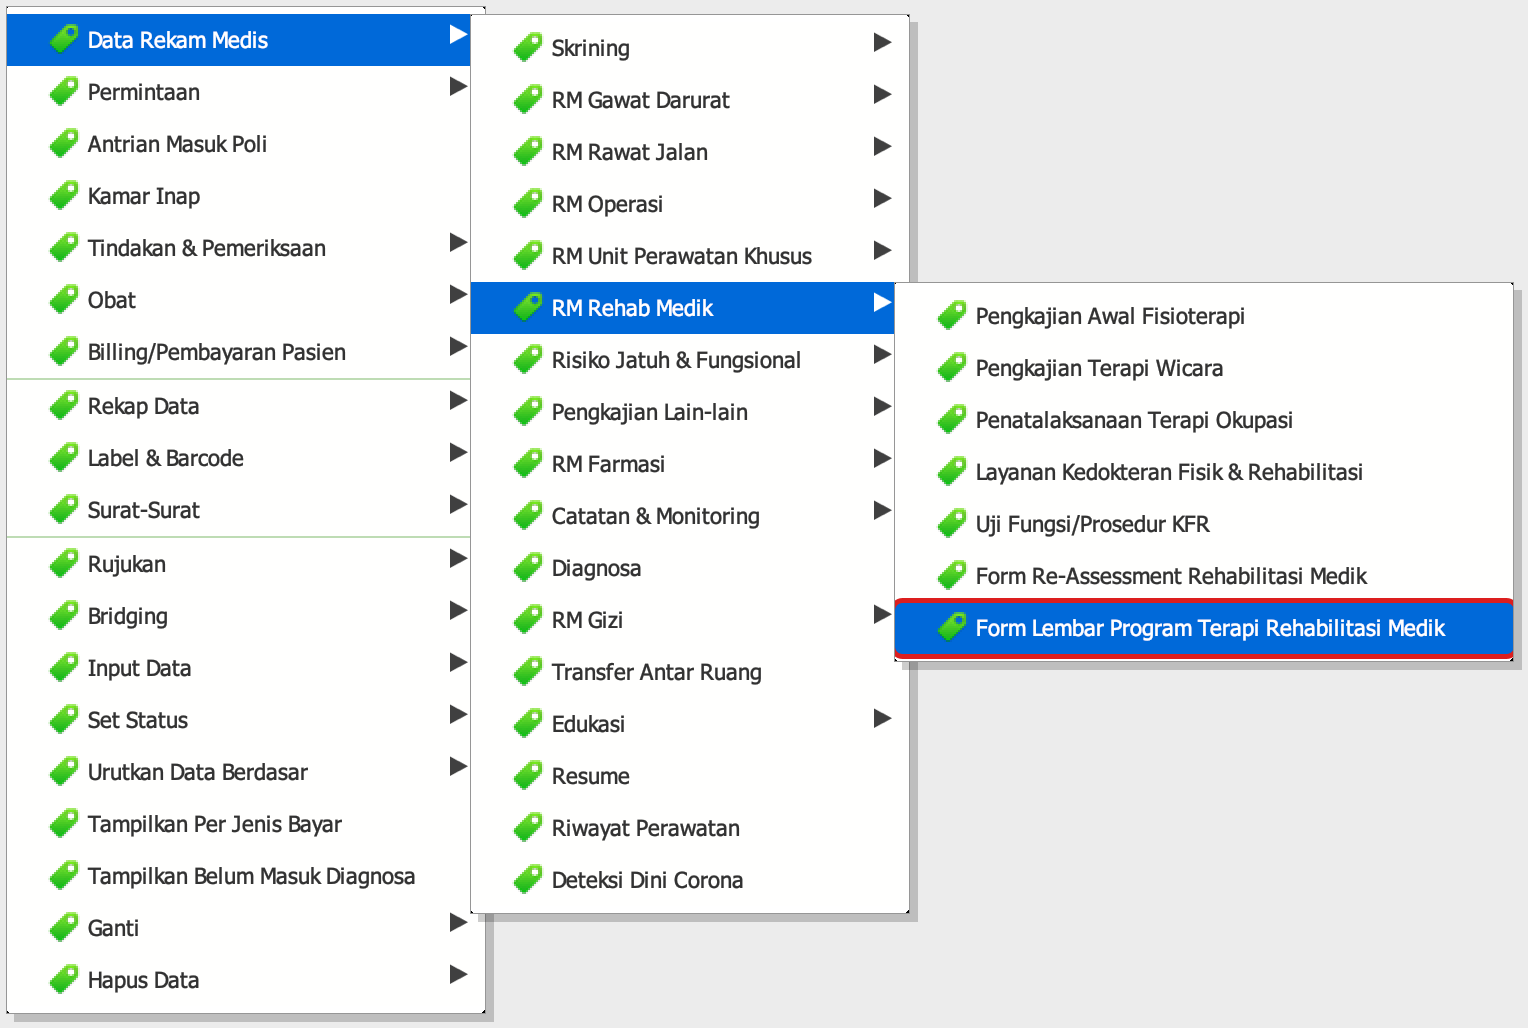 Data Rekam Medis
Permintaan
Antrian Masuk Poli
Kamar Inap
Tindakan & Pemeriksaan
Obat
Billing/Pembayaran Pasien
Rekap Data
Label & Barcode
Surat-Surat
Rujukan
Bridging
Input Data
Set Status
Urutkan Data Berdasar
Tampilkan Per Jenis Bayar
Tampilkan Belum Masuk Diagnosa
Ganti
Hapus Data
Skrining
RM Gawat Darurat
RM Rawat Jalan
RM Operasi
RM Unit Perawatan Khusus
RM Rehab Medik
Risiko Jatuh & Fungsional
Pengkajian Lain-lain
RM Farmasi
Catatan & Monitoring
Diagnosa
RM Gizi
Transfer Antar Ruang
Edukasi
Resume
Riwayat Perawatan
Deteksi Dini Corona
Pengkajian Awal Fisioterapi
Pengkajian Terapi Wicara
Penatalaksanaan Terapi Okupasi
Layanan Kedokteran Fisik & Rehabilitasi
Uji Fungsi/Prosedur KFR
Form Re-Assessment Rehabilitasi Medik
Form Lembar Program Terapi Rehabilitasi Medik